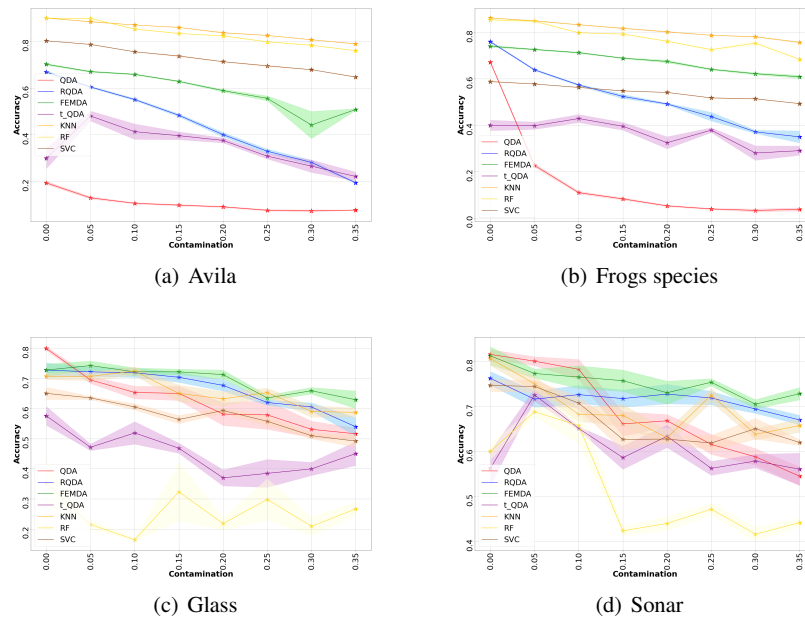 0.8
0.6
0.4
0.2
Accuracy
QDA
RQDA
FEMDA
t_QDA
KNN
RF
SVC
0.00
0.05
0.10
0.15
0.20
0.25
0.30
0.35
Contamination
(a) Avila
0.8
0.6
0.4
0.2
0.0
Accuracy
QDA
RQDA
FEMDA
t_QDA
KNN
RF
SVC
0.00
0.05
0.10
0.15
0.20
0.25
0.30
0.35
Contamination
(b) Frogs species
0.8
0.7
0.6
0.5
0.4
0.3
0.2
Accuracy
QDA
RQDA
FEMDA
t_QDA
KNN
RF
SVC
0.00
0.05
0.10
0.15
0.20
0.25
0.30
0.35
Contamination
(c) Glass
0.8
0.7
0.6
0.5
0.4
Accuracy
QDA
RQDA
FEMDA
t_QDA
KNN
RF
SVC
0.00
0.05
0.10
0.15
0.20
0.25
0.30
0.35
Contamination
(d) Sonar